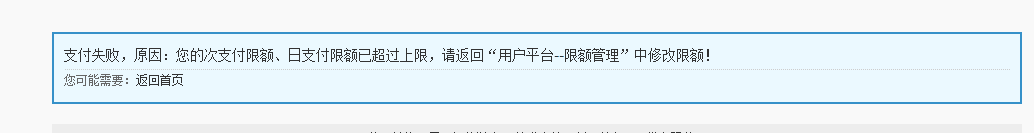 支付失败，原因：您的次支付限额、日支付限额已超过上限，请返回“用户平台--限额管理”中修改限额！
您可能需要：返回首页